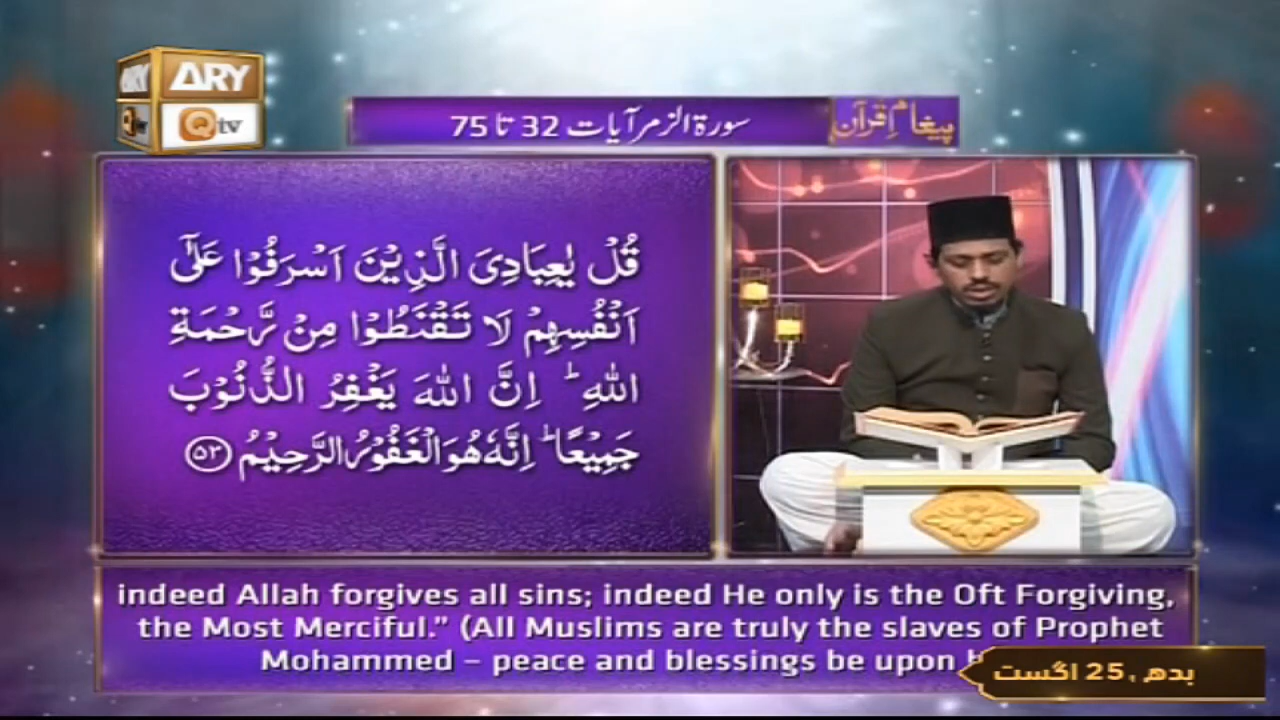 ARY
ARY
Qtv
سورۃ الزمر آیات 32 تا 75
پیغامِ قرآن
قُلْ يٰعِبَادِىَ الَّذِيْنَ اَسْرَفُوْا عَلٰٓى
اَنْفُسِهِمْ لَا تَقْنَطُوْا مِنْ رَّحْمَةِ
اللّٰهِ ؕ اِنَّ اللّٰهَ يَغْفِرُ الذُّنُوْبَ
جَمِيْعًا ؕ اِنَّهٗ هُوَ الْغَفُوْرُ الرَّحِيْمُ ﴿۵۳﴾
indeed Allah forgives all sins; indeed He only is the Oft Forgiving,
the Most Merciful.” (All Muslims are truly the slaves of Prophet
Mohammed – peace and blessings be upon
بدھ، 25 اگست